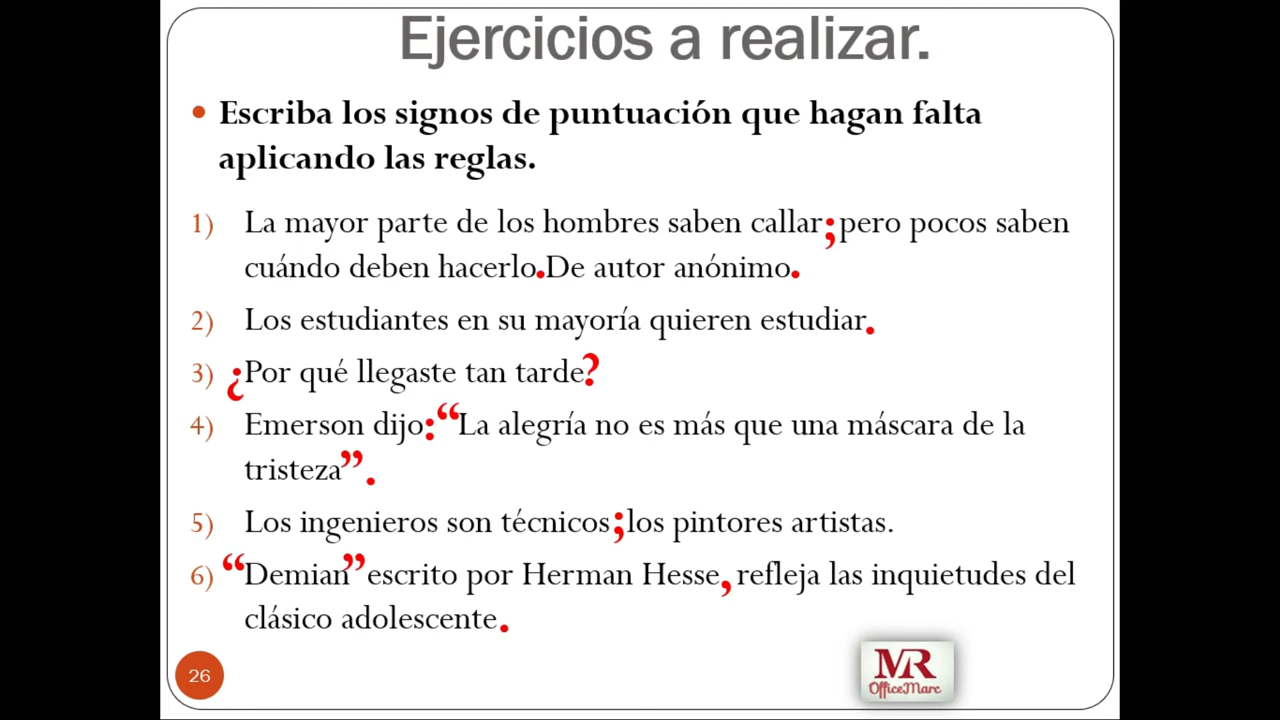 Ejercicios a realizar.
• Escriba los signos de puntuación que hagan falta
aplicando las reglas.
1) La mayor parte de los hombres saben callar; pero pocos saben
cuándo deben hacerlo. De autor anónimo.
2) Los estudiantes en su mayoría quieren estudiar.
3) ¿Por qué llegaste tan tarde?
4) Emerson dijo: “La alegría no es más que una máscara de la
tristeza”.
5) Los ingenieros son técnicos; los pintores artistas.
6) “Demian” escrito por Herman Hesse, refleja las inquietudes del
clásico adolescente.
26
MR
OfficeMarc